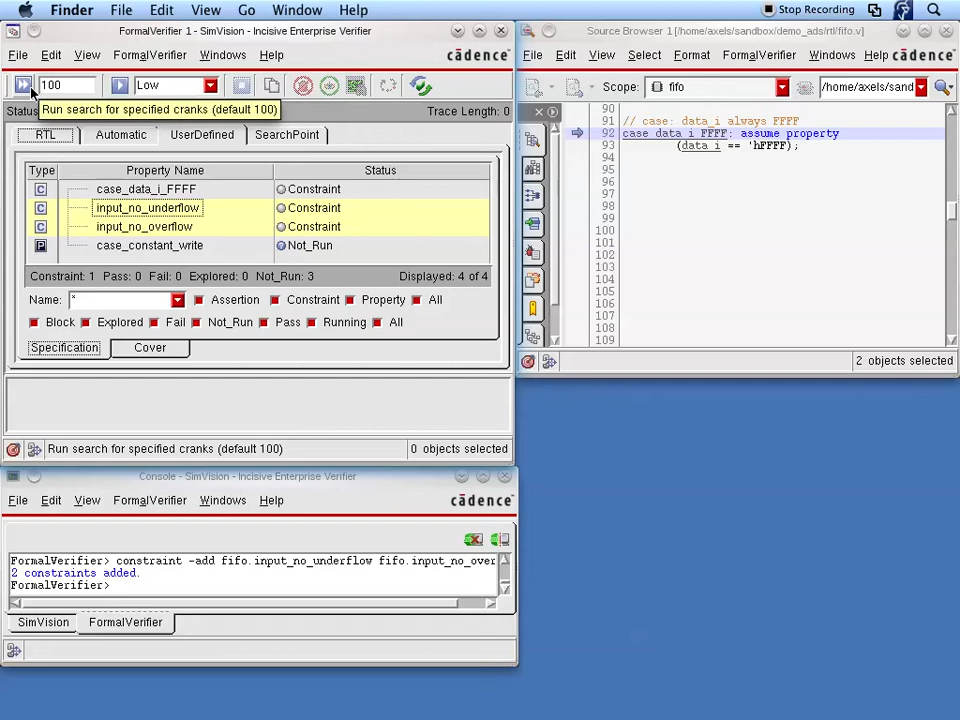 Finder File Edit View Go Window Help Stop Recording
FormalVerifier 1 - SimVision - Incisive Enterprise Verifier
File Edit View FormalVerifier Windows Help cādence
100 Low
Run search for specified cranks (default 100)
Status Trace Length: 0
RTL Automatic UserDefined SearchPoint
Type Property Name Status
C case_data_i_FFFF Constraint
C input_no_underflow Constraint
C input_no_overflow Constraint
P case_constant_write ? Not_Run
Constraint: 1 Pass: 0 Fail: 0 Explored: 0 Not_Run: 3 Displayed: 4 of 4
Name: * Assertion Constraint Property All
Block Explored Fail Not_Run Pass Running All
Specification Cover
Run search for specified cranks (default 100) 0 objects selected
Console - SimVision - Incisive Enterprise Verifier
File Edit View FormalVerifier Windows Help cādence
FormalVerifier> constraint -add fifo.input_no_underflow fifo.input_no_over
2 constraints added.
FormalVerifier>
SimVision FormalVerifier
Source Browser 1 [/home/axels/sandbox/demo_ads/rtl/fifo.v]
File Edit View Select Format Windows Help cādence
Scope: fifo /home/axels/sand
90
91 // case: data_i always FFFF
92 case_data_i_FFFF: assume property
93 (data_i == 'hFFFF);
94
95
96
97
98
99
100
101
102
103
104
105
106
107
108
109
2 objects selected